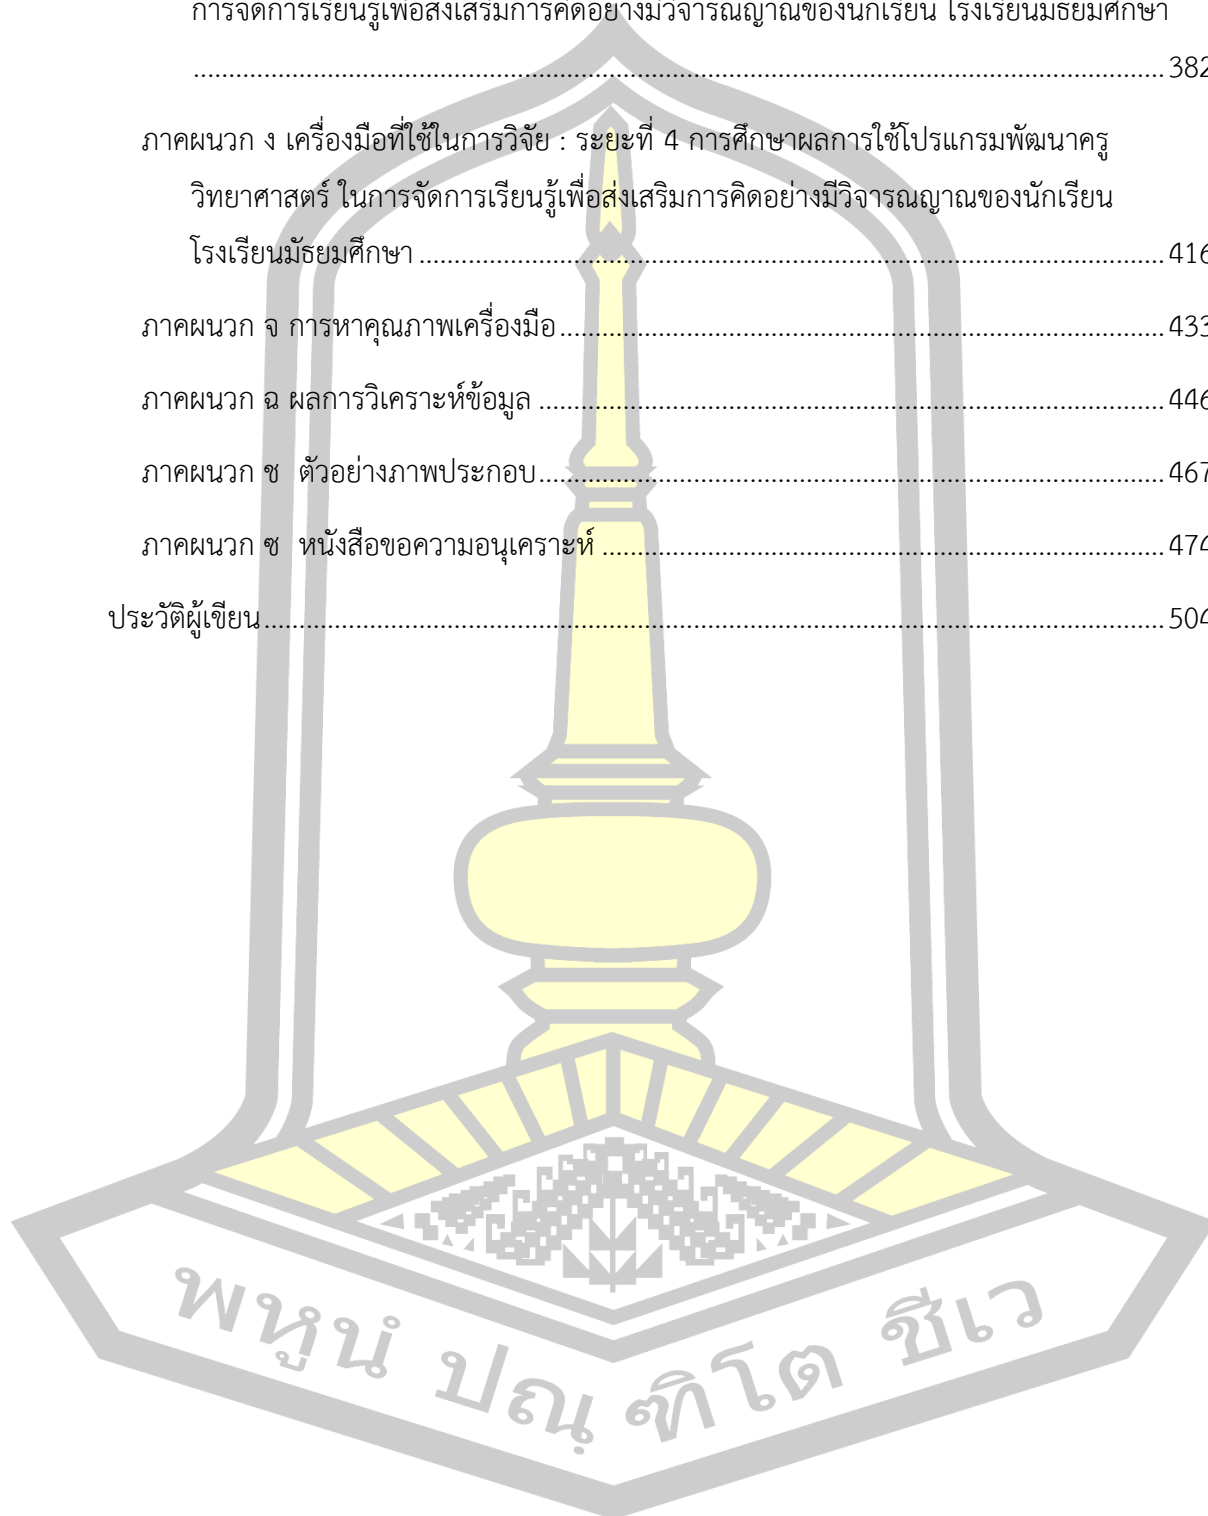 การจัดการเรียนรู้เพื่อส่งเสริมการคิดอย่างมีวิจารณญาณของนักเรียน โรงเรียนมัธยมศึกษา
........................................................................................................................................ 382
ภาคผนวก ง เครื่องมือที่ใช้ในการวิจัย : ระยะที่ 4 การศึกษาผลการใช้โปรแกรมพัฒนาครู
วิทยาศาสตร์ ในการจัดการเรียนรู้เพื่อส่งเสริมการคิดอย่างมีวิจารณญาณของนักเรียน
โรงเรียนมัธยมศึกษา ........................................................................................................ 416
ภาคผนวก จ การหาคุณภาพเครื่องมือ ..................................................................................... 433
ภาคผนวก ฉ ผลการวิเคราะห์ข้อมูล ........................................................................................ 446
ภาคผนวก ช ตัวอย่างภาพประกอบ ........................................................................................ 467
ภาคผนวก ซ หนังสือขอความอนุเคราะห์ ............................................................................... 474
ประวัติผู้เขียน .............................................................................................................................. 504
พหูนํ ปณฺฑิโต ชีเว